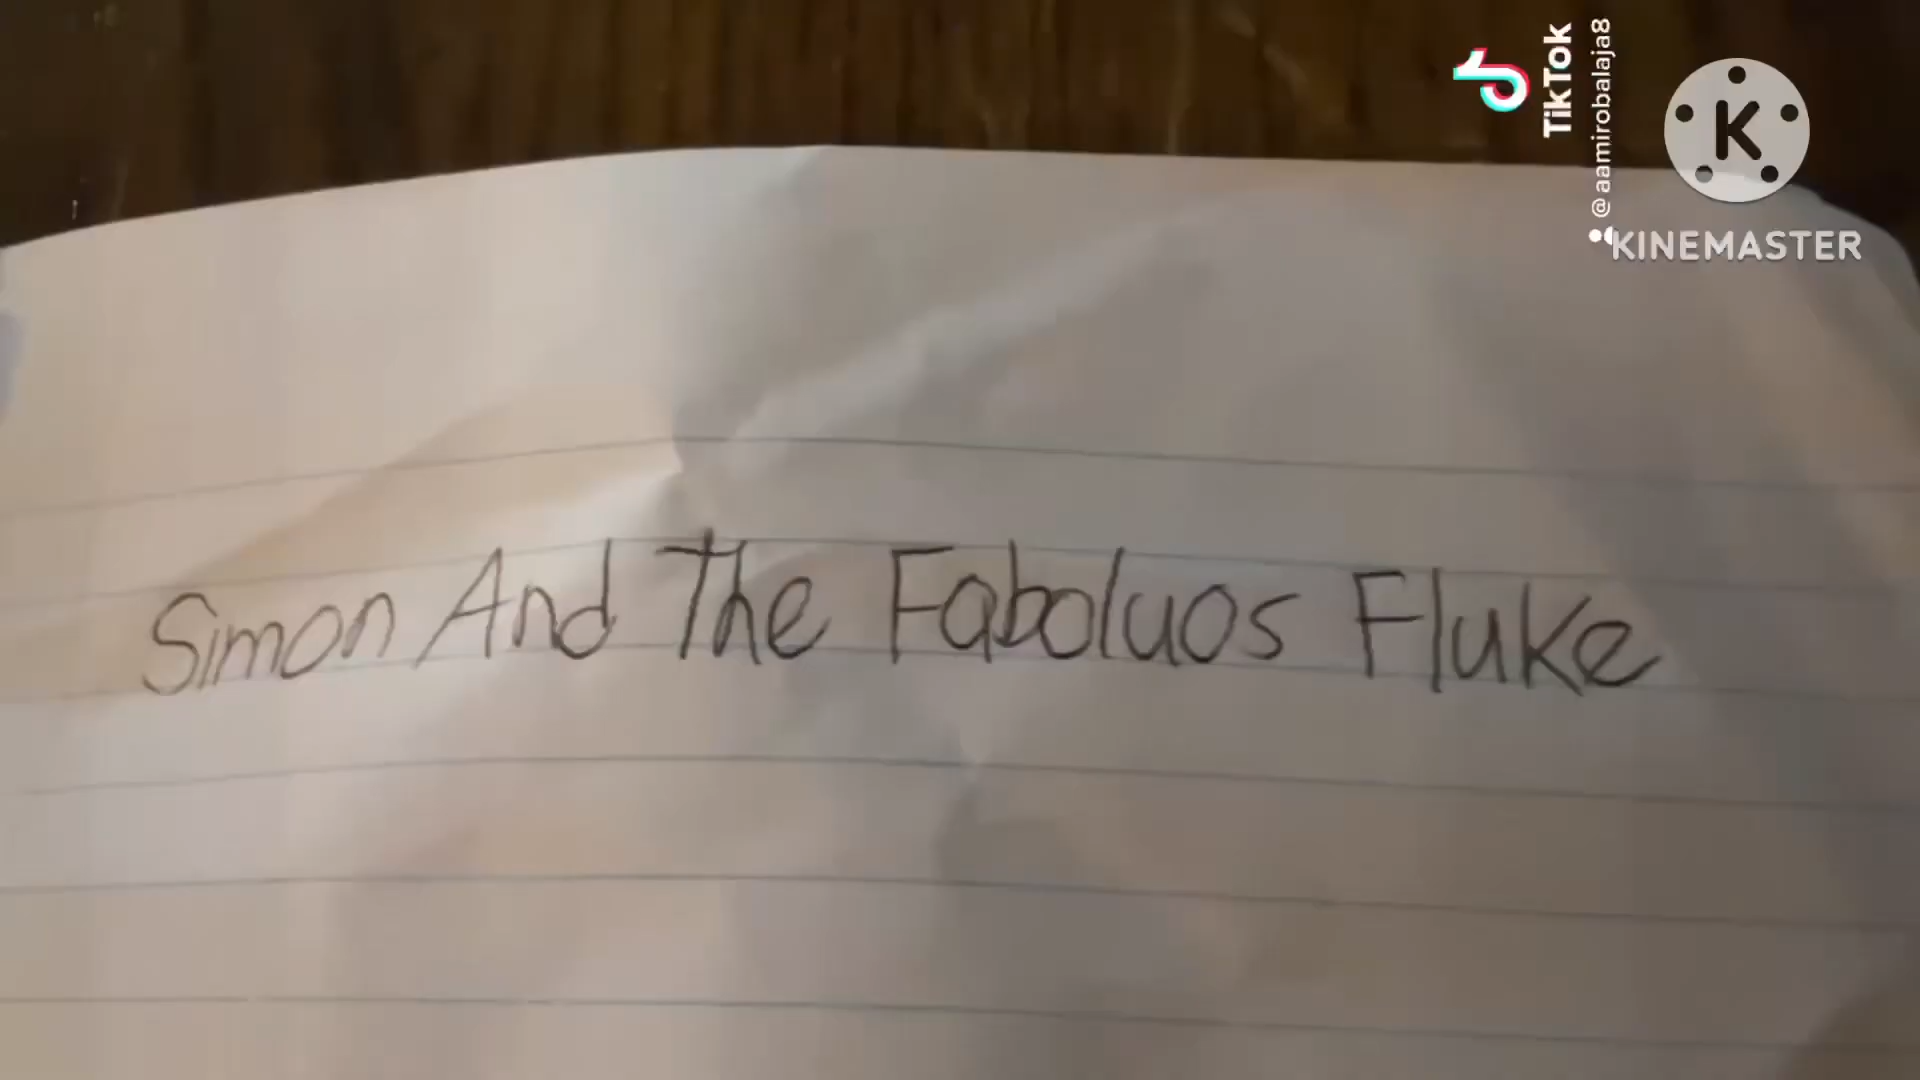 Simon And The Faboluos Fluke
TikTok
@aamirobalaja8
K
KINEMASTER